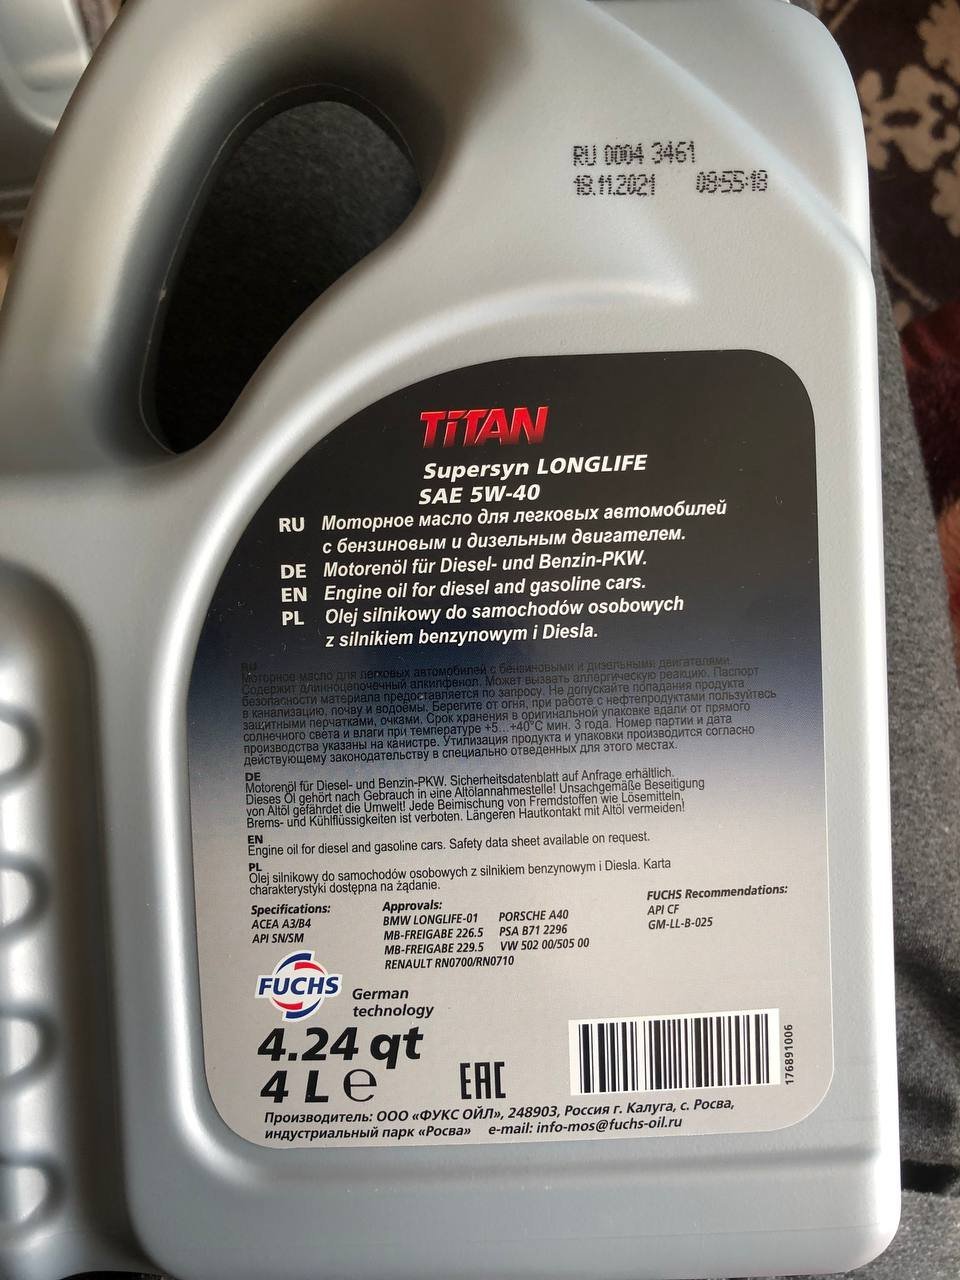 RU 0004 3461
18.11.2021 08:55:18
TiTAN
Supersyn LONGLIFE
SAE 5W-40
RU Моторное масло для легковых автомобилей
с бензиновым и дизельным двигателем.
DE Motorenöl für Diesel- und Benzin-PKW.
EN Engine oil for diesel and gasoline cars.
PL Olej silnikowy do samochodów osobowych
z silnikiem benzynowym i Diesla.
RU
Моторное масло для легковых автомобилей с бензиновыми и дизельными двигателями.
Содержит длинноцепочечный алкилфенол. Может вызвать аллергическую реакцию. Паспорт
безопасности материала предоставляется по запросу. Не допускайте попадания продукта
в канализацию, почву и водоёмы. Берегите от огня, при работе с нефтепродуктами пользуйтесь
защитными перчатками, очками. Срок хранения в оригинальной упаковке вдали от прямого
солнечного света и влаги при температуре +5...+40°С мин. 3 года. Номер партии и дата
производства указаны на канистре. Утилизация продукта и упаковки производится согласно
действующему законодательству в специально отведенных для этого местах.
DE
Motorenöl für Diesel- und Benzin-PKW. Sicherheitsdatenblatt auf Anfrage erhältlich.
Dieses Öl gehört nach Gebrauch in eine Altölannahmestelle! Unsachgemäße Beseitigung
von Altöl gefährdet die Umwelt! Jede Beimischung von Fremdstoffen wie Lösemitteln,
Brems- und Kühlflüssigkeiten ist verboten. Längeren Hautkontakt mit Altöl vermeiden!
EN
Engine oil for diesel and gasoline cars. Safety data sheet available on request.
PL
Olej silnikowy do samochodów osobowych z silnikiem benzynowym i Diesla. Karta
charakterystyki dostępna na żądanie.
Specifications:
ACEA A3/B4
API SN/SM
Approvals:
BMW LONGLIFE-01 PORSCHE A40
MB-FREIGABE 226.5 PSA B71 2296
MB-FREIGABE 229.5 VW 502 00/505 00
RENAULT RN0700/RN0710
FUCHS Recommendations:
API CF
GM-LL-B-025
FUCHS
German
technology
4.24 qt
4 L e
EAC
176891006
Производитель: ООО «ФУКС ОЙЛ», 248903, Россия г. Калуга, с. Росва,
индустриальный парк «Росва» e-mail: info-mos@fuchs-oil.ru